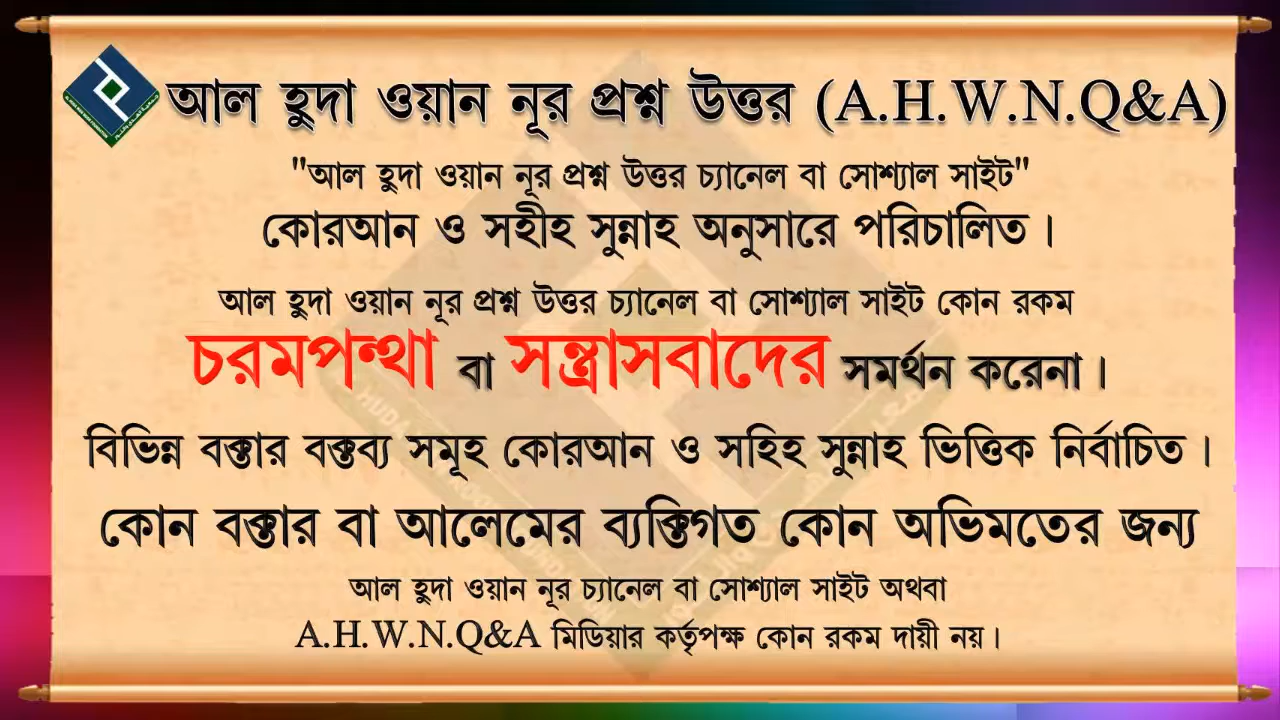 আল হুদা ওয়ান নূর প্রশ্ন উত্তর (A.H.W.N.Q&A)
"আল হুদা ওয়ান নূর প্রশ্ন উত্তর চ্যানেল বা সোশ্যাল সাইট"
কোরআন ও সহীহ সুন্নাহ অনুসারে পরিচালিত।
আল হুদা ওয়ান নূর প্রশ্ন উত্তর চ্যানেল বা সোশ্যাল সাইট কোন রকম
চরমপন্থা বা সন্ত্রাসবাদের সমর্থন করেনা।
বিভিন্ন বক্তার বক্তব্য সমূহ কোরআন ও সহিহ সুন্নাহ ভিত্তিক নির্বাচিত।
কোন বক্তার বা আলেমের ব্যক্তিগত কোন অভিমতের জন্য
আল হুদা ওয়ান নূর চ্যানেল বা সোশ্যাল সাইট অথবা
A.H.W.N.Q&A মিডিয়ার কর্তৃপক্ষ কোন রকম দায়ী নয়।